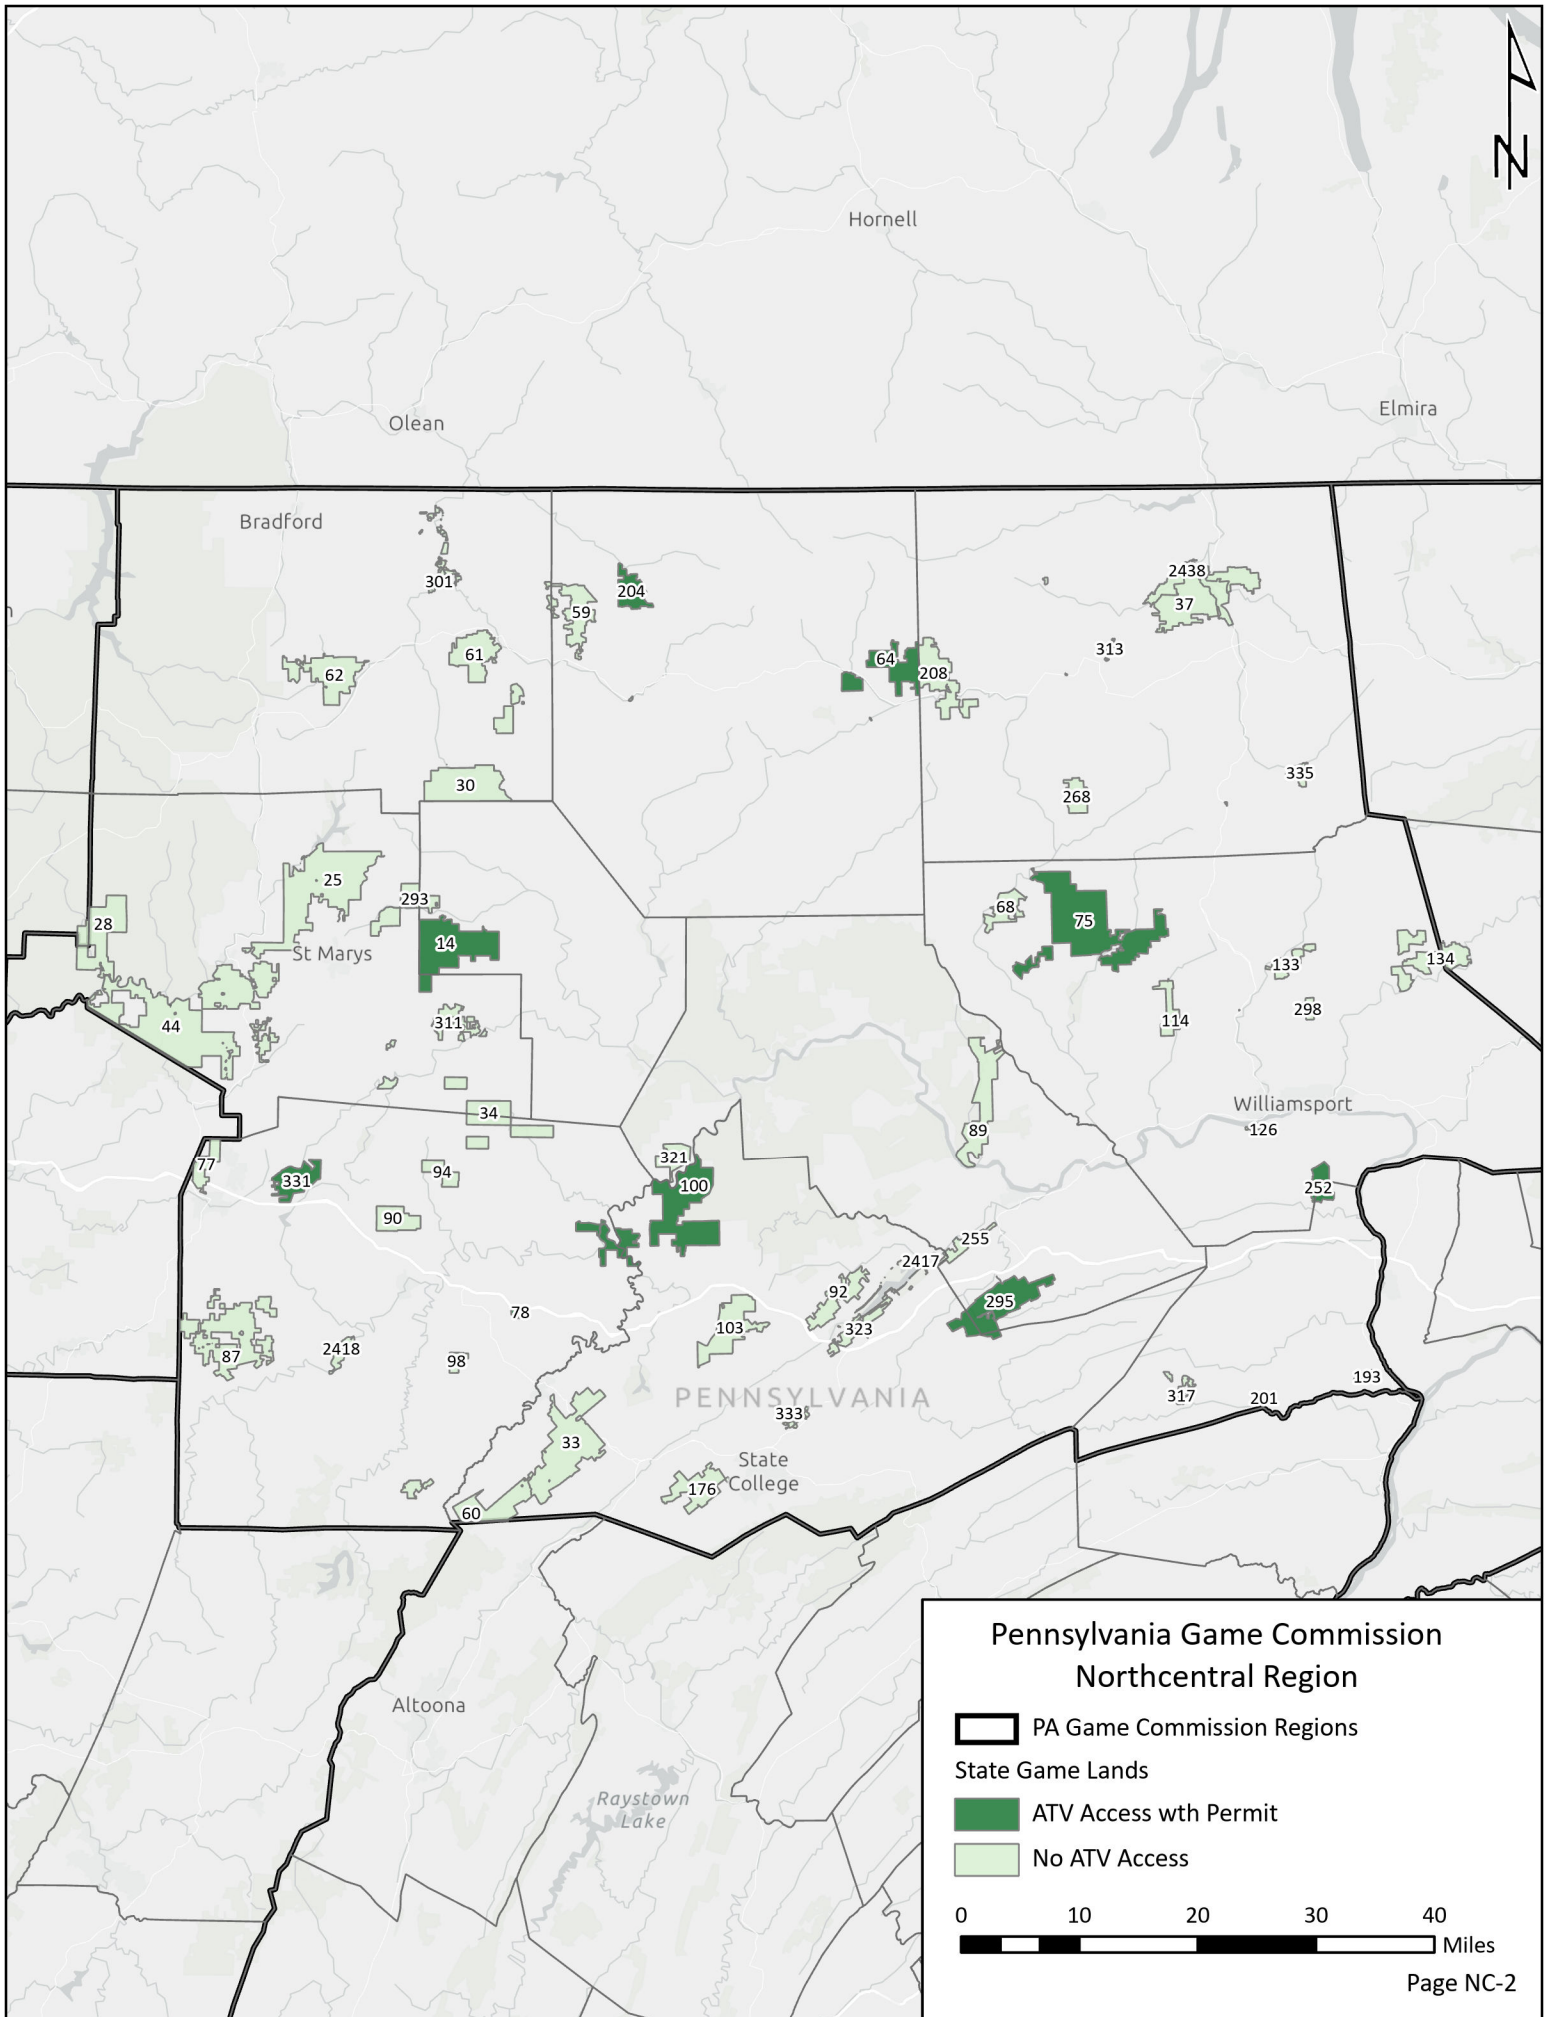 N
Hornell
Olean
Elmira
Bradford
301
59
204
2438
37
62
61
64
208
313
30
268
335
25
293
28
St Marys
14
68
75
133
134
44
311
114
298
34
89
Williamsport
126
77
331
94
321
100
252
90
255
2417
92
295
78
103
323
87
2418
98
PENNSYLVANIA
317
201
193
333
33
State
College
176
60
Altoona
Raystown
Lake
Pennsylvania Game Commission
Northcentral Region
PA Game Commission Regions
State Game Lands
ATV Access wth Permit
No ATV Access
0 10 20 30 40
Miles
Page NC-2